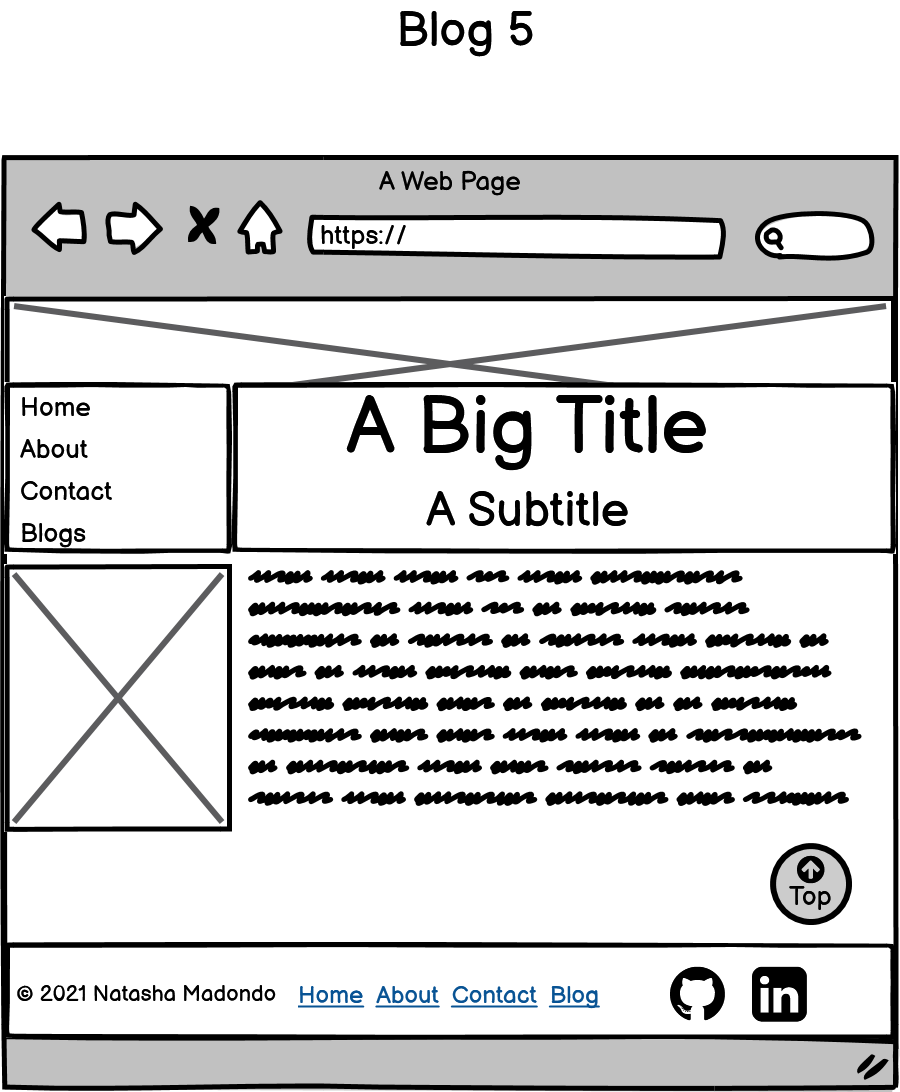 Blog 5
A Web Page
https://
Home
About
Contact
Blogs
A Big Title
A Subtitle
Top
© 2021 Natasha Madondo Home About Contact Blog
in